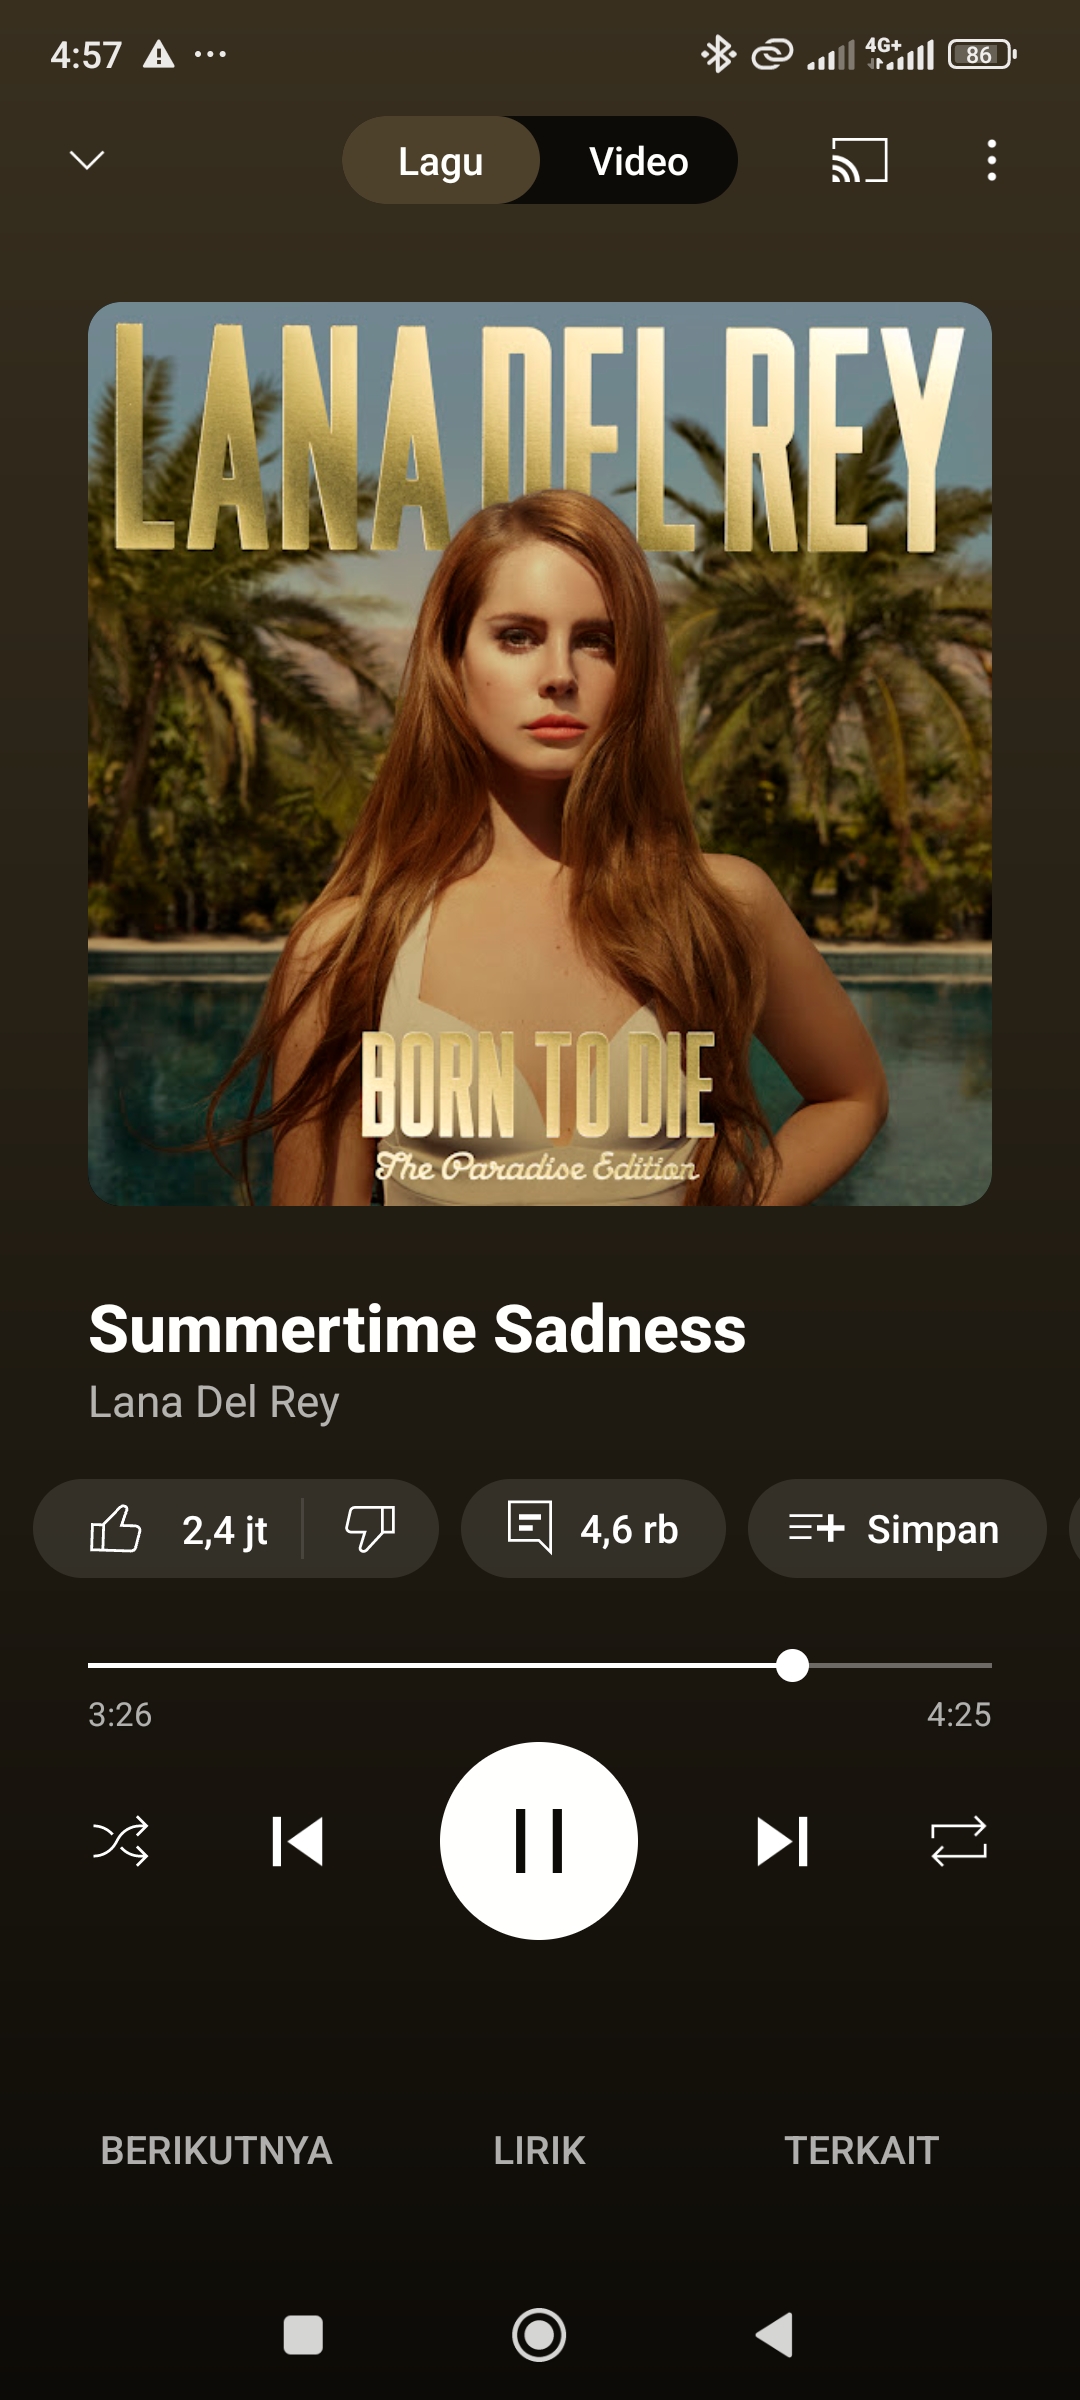 4:57
4G+
86
Lagu
Video
LANA DEL REY
BORN TO DIE
The Paradise Edition
Summertime Sadness
Lana Del Rey
2,4 jt
4,6 rb
Simpan
3:26
4:25
BERIKUTNYA
LIRIK
TERKAIT